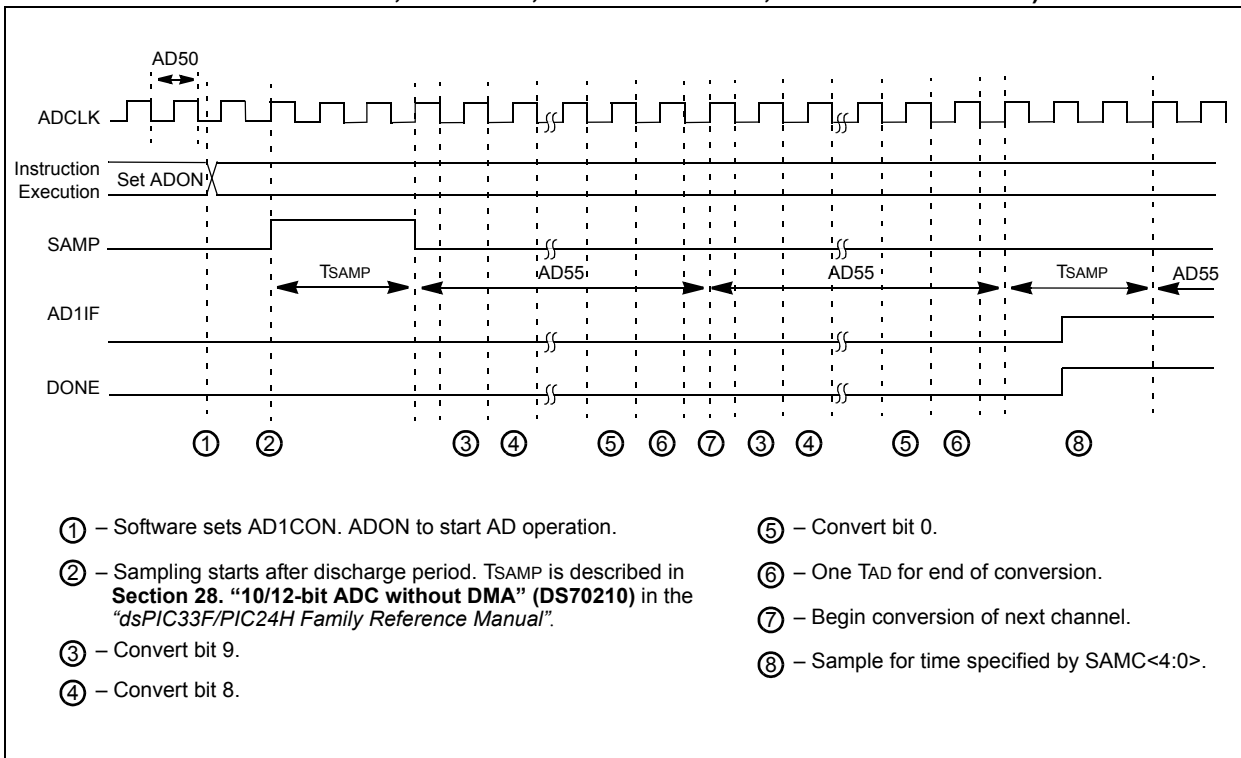 AD50
ADCLK
Instruction
Execution
Set ADON
SAMP
TSAMP
AD55
AD55
TSAMP
AD55
AD1IF
DONE
1 2 3 4 5 6 7 3 4 5 6 8
1 – Software sets AD1CON. ADON to start AD operation.
2 – Sampling starts after discharge period. TSAMP is described in
Section 28. “10/12-bit ADC without DMA” (DS70210) in the
“dsPIC33F/PIC24H Family Reference Manual”.
3 – Convert bit 9.
4 – Convert bit 8.
5 – Convert bit 0.
6 – One TAD for end of conversion.
7 – Begin conversion of next channel.
8 – Sample for time specified by SAMC<4:0>.